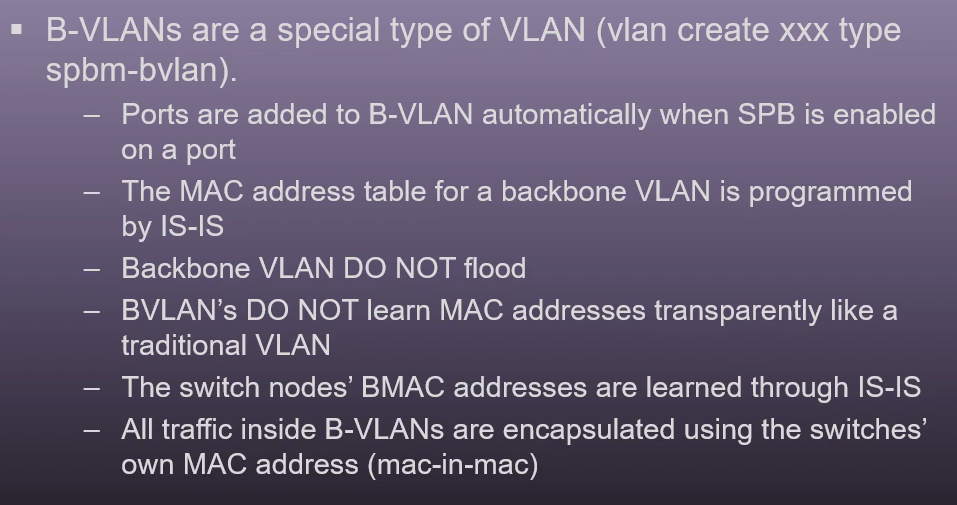 ▪ B-VLANs are a special type of VLAN (vlan create xxx type
spbm-bvlan).
– Ports are added to B-VLAN automatically when SPB is enabled
on a port
– The MAC address table for a backbone VLAN is programmed
by IS-IS
– Backbone VLAN DO NOT flood
– BVLAN’s DO NOT learn MAC addresses transparently like a
traditional VLAN
– The switch nodes’ BMAC addresses are learned through IS-IS
– All traffic inside B-VLANs are encapsulated using the switches’
own MAC address (mac-in-mac)